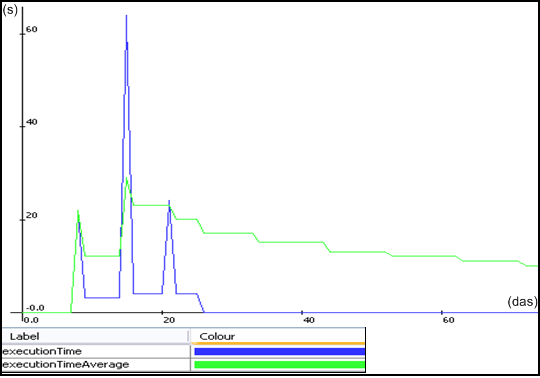 (s)
60
40
20
-0.0
(das)
0.0 20 40 60
Label Colour
executionTime
executionTimeAverage